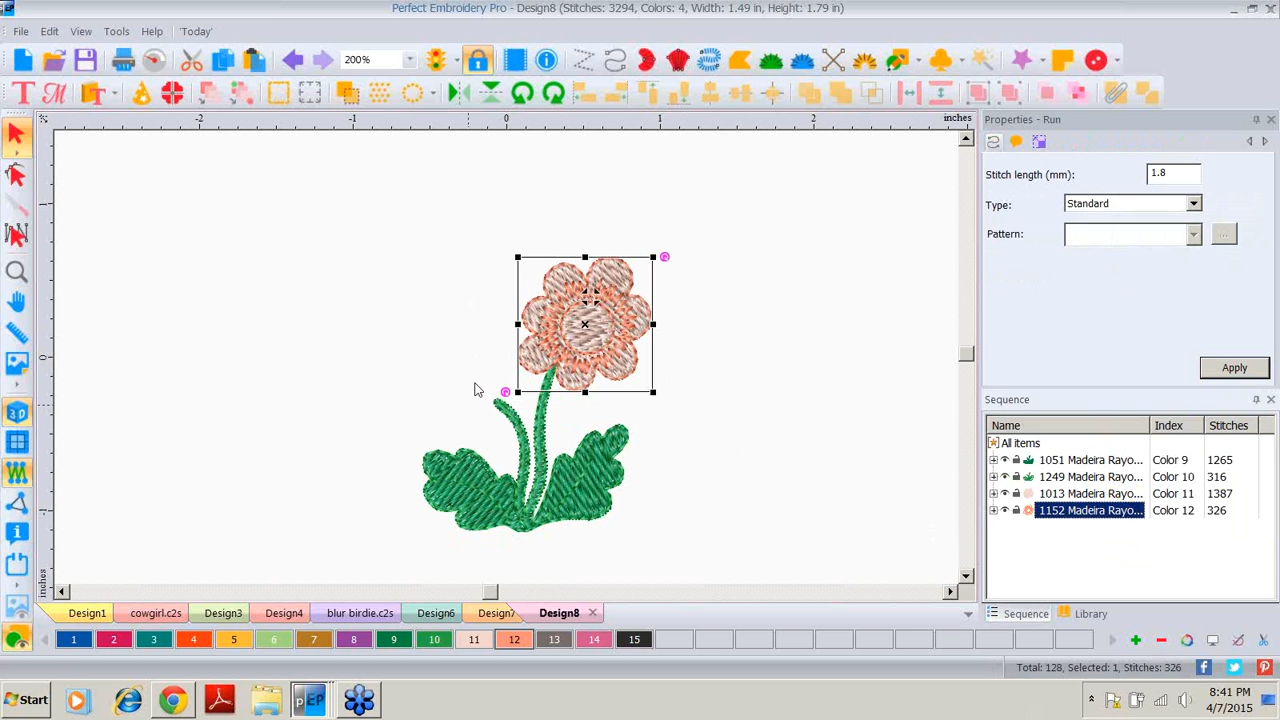 Perfect Embroidery Pro - Design8 (Stitches: 3294, Colors: 4, Width: 1.49 in, Height: 1.79 in)
File Edit View Tools Help 'Today'
200%
-2 -1 0 1 2 inches
0
inches
Properties - Run
Stitch length (mm): 1.8
Type: Standard
Pattern: ...
Apply
Sequence
Name Index Stitches
All items
1051 Madeira Rayo... Color 9 1265
1249 Madeira Rayo... Color 10 316
1013 Madeira Rayo... Color 11 1387
1152 Madeira Rayo... Color 12 326
Design1 cowgirl.c2s Design3 Design4 blur birdie.c2s Design6 Design7 Design8
Sequence Library
1 2 3 4 5 6 7 8 9 10 11 12 13 14 15
Total: 128, Selected: 1, Stitches: 326
Start
pEP
8:41 PM
4/7/2015